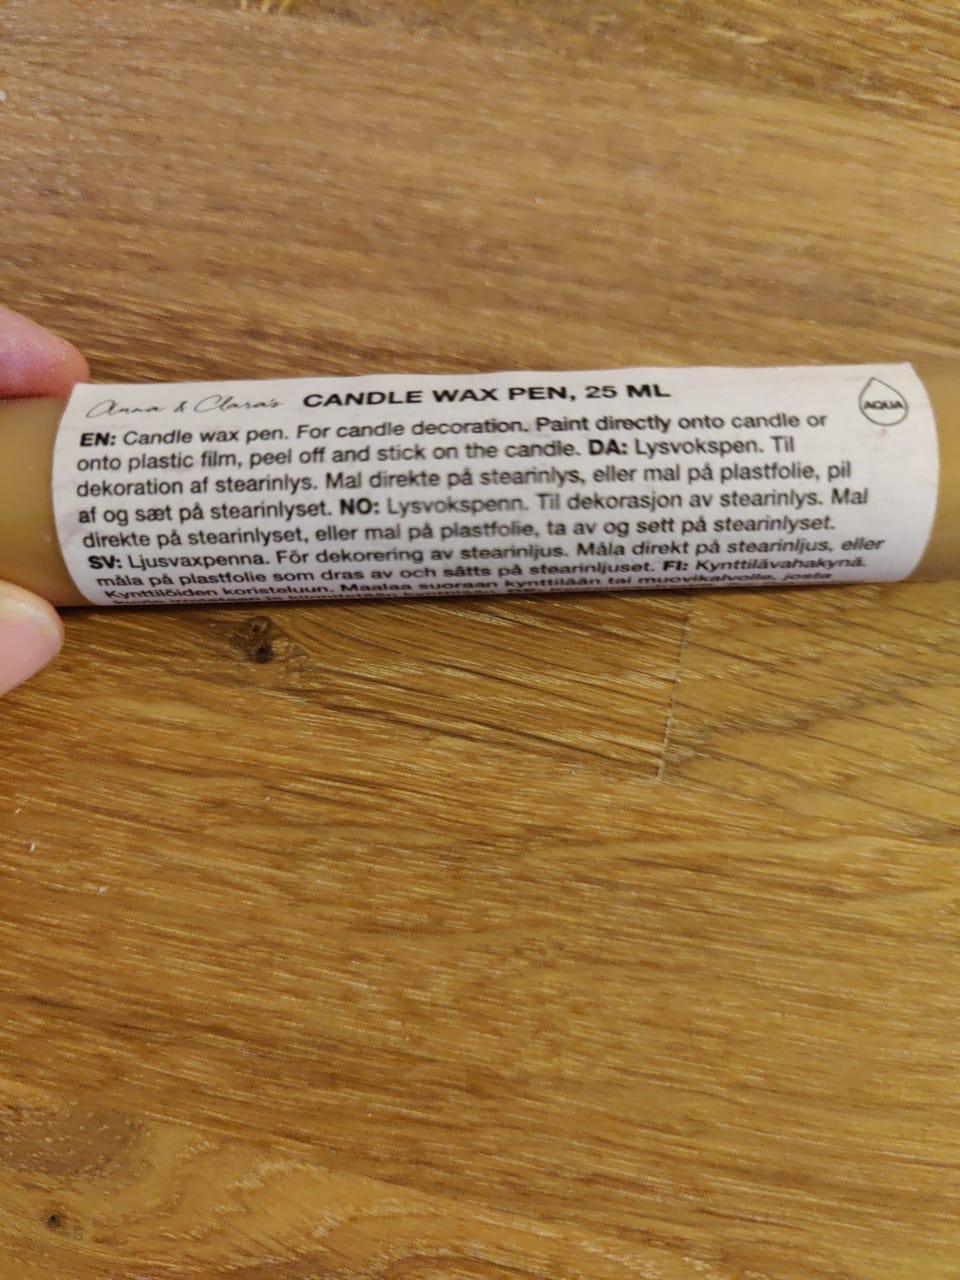 Anna & Clara's CANDLE WAX PEN, 25 ML
AQUA
EN: Candle wax pen. For candle decoration. Paint directly onto candle or
onto plastic film, peel off and stick on the candle. DA: Lysvokspen. Til
dekoration af stearinlys. Mal direkte på stearinlys, eller mal på plastfolie, pil
af og sæt på stearinlyset. NO: Lysvokspenn. Til dekorasjon av stearinlys. Mal
direkte på stearinlyset, eller mal på plastfolie, ta av og sett på stearinlyset.
SV: Ljusvaxpenna. För dekorering av stearinljus. Måla direkt på stearinljus, eller
måla på plastfolie som dras av och sätts på stearinljuset. FI: Kynttilävahakynä.
Kynttilöiden koristeluun. Maalaa suoraan kynttilään tai muovikalvolle, josta